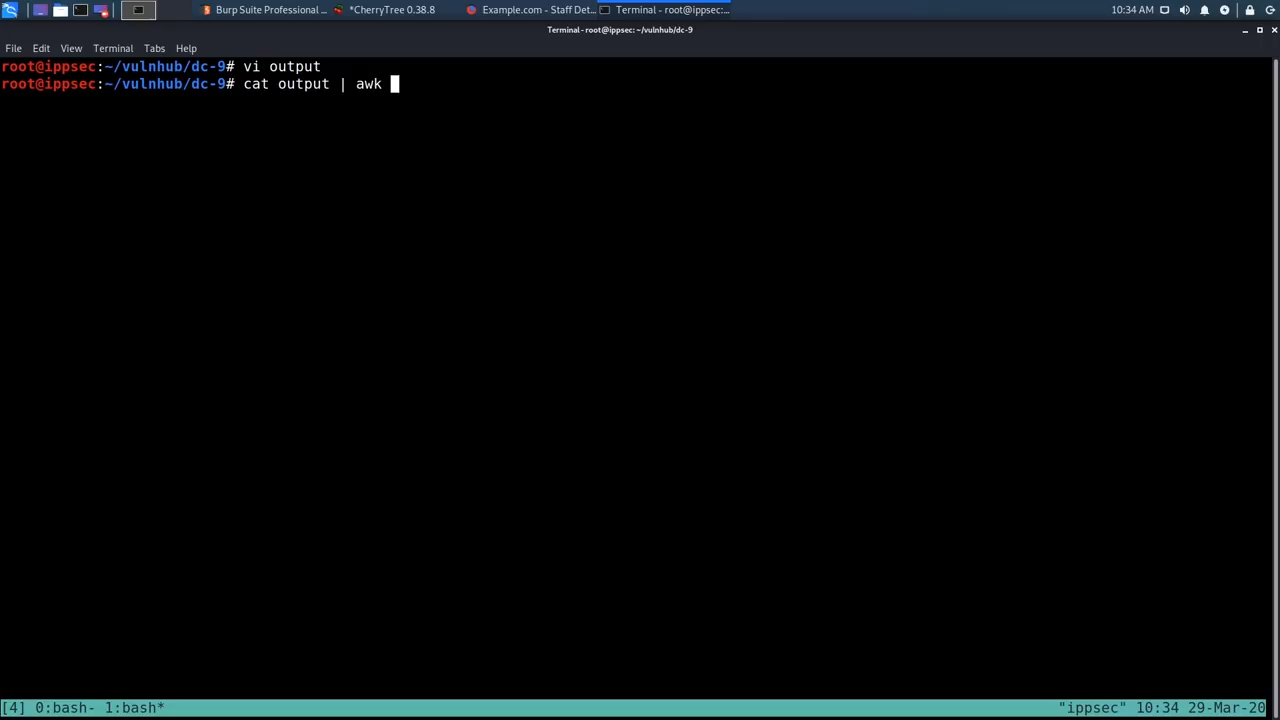 Burp Suite Professional ... *CherryTree 0.38.8 Example.com - Staff Det... Terminal - root@ippsec:... 10:34 AM
Terminal - root@ippsec: ~/vulnhub/dc-9
File Edit View Terminal Tabs Help
root@ippsec:~/vulnhub/dc-9# vi output
root@ippsec:~/vulnhub/dc-9# cat output | awk
[4] 0:bash- 1:bash* "ippsec" 10:34 29-Mar-20